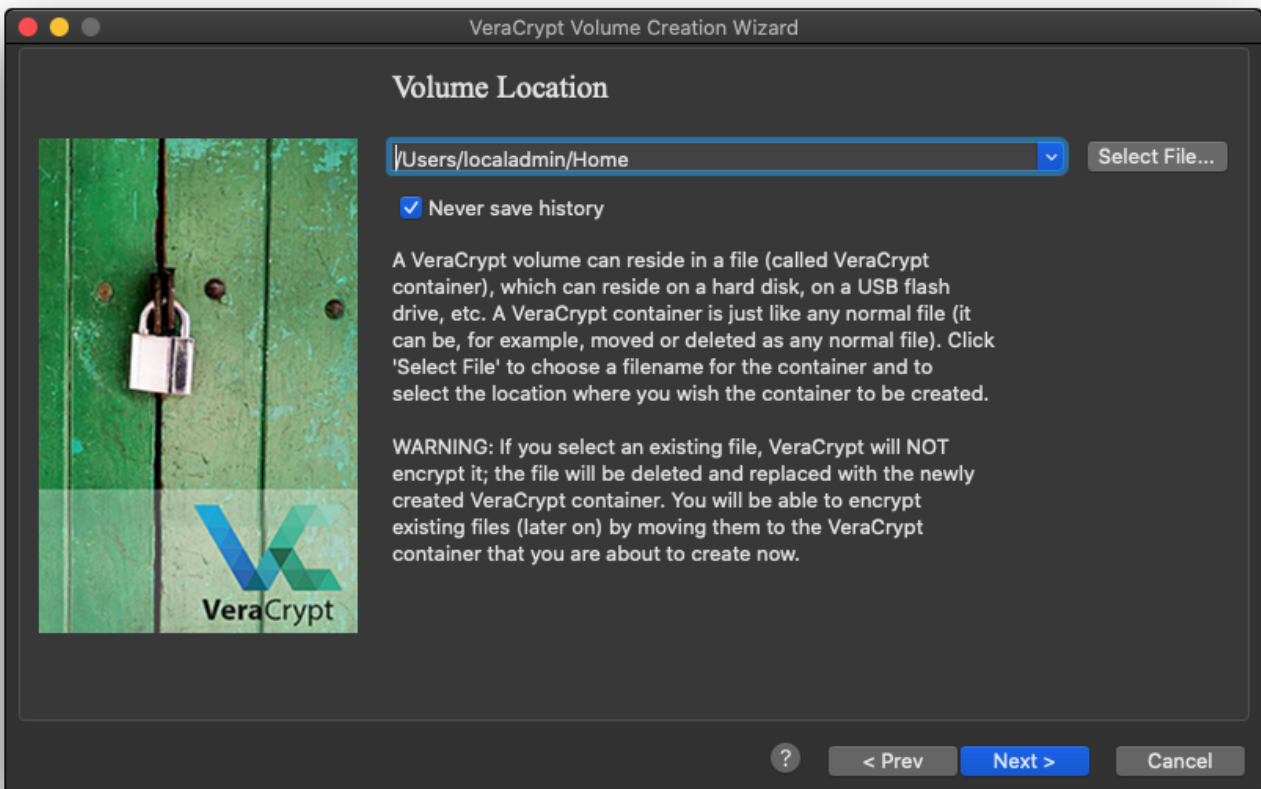 VeraCrypt Volume Creation Wizard
Volume Location
/Users/localadmin/Home
Select File...
Never save history
A VeraCrypt volume can reside in a file (called VeraCrypt
container), which can reside on a hard disk, on a USB flash
drive, etc. A VeraCrypt container is just like any normal file (it
can be, for example, moved or deleted as any normal file). Click
'Select File' to choose a filename for the container and to
select the location where you wish the container to be created.
WARNING: If you select an existing file, VeraCrypt will NOT
encrypt it; the file will be deleted and replaced with the newly
created VeraCrypt container. You will be able to encrypt
existing files (later on) by moving them to the VeraCrypt
container that you are about to create now.
VeraCrypt
?
< Prev
Next >
Cancel